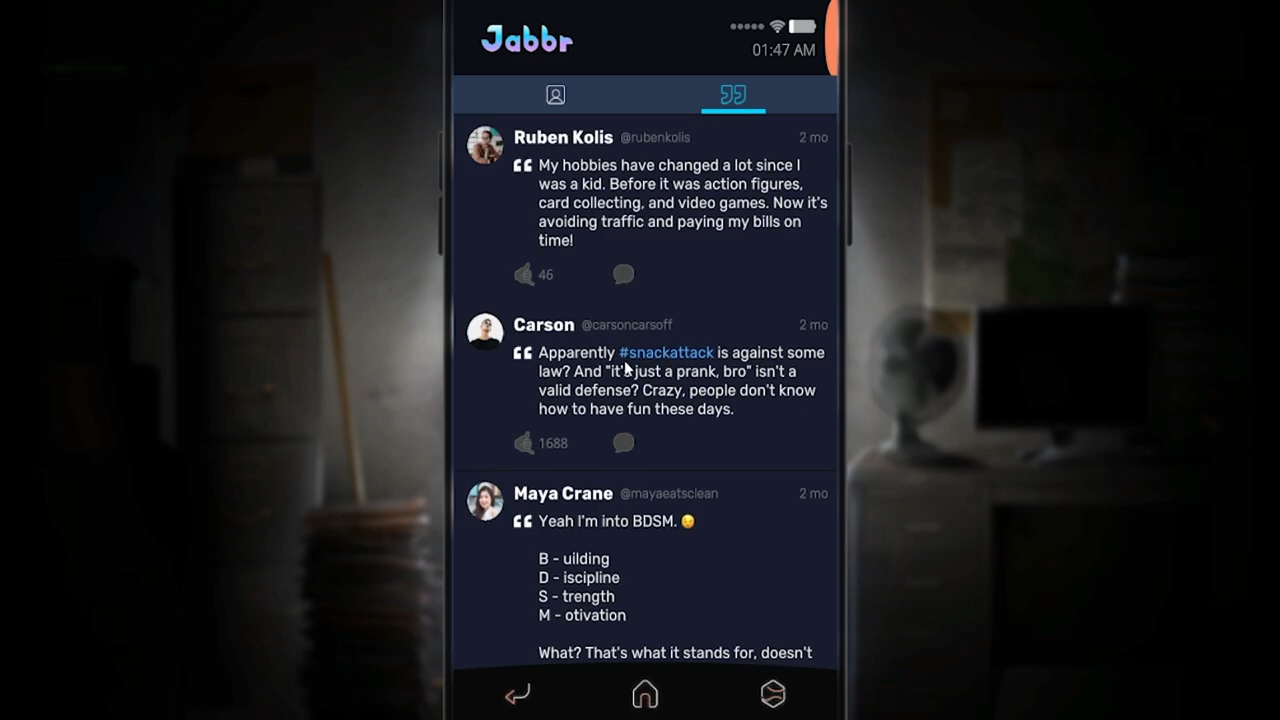 Jabbr
01:47 AM
Ruben Kolis @rubenkolis 2 mo
My hobbies have changed a lot since I
was a kid. Before it was action figures,
card collecting, and video games. Now it's
avoiding traffic and paying my bills on
time!
46
Carson @carsoncarsoff 2 mo
Apparently #snackattack is against some
law? And "it's just a prank, bro" isn't a
valid defense? Crazy, people don't know
how to have fun these days.
1688
Maya Crane @mayaeatsclean 2 mo
Yeah I'm into BDSM. 😏
B - uilding
D - iscipline
S - trength
M - otivation
What? That's what it stands for, doesn't